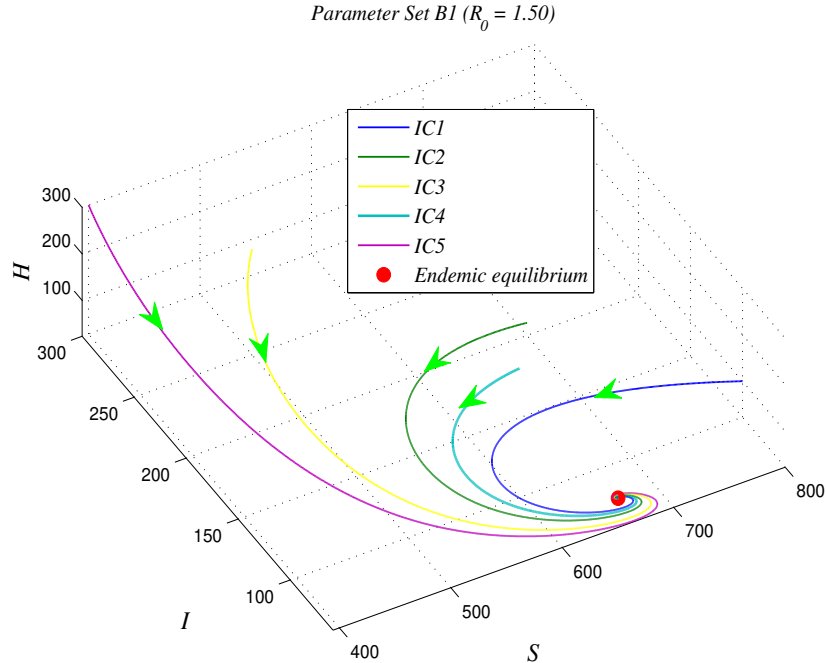 Parameter Set B1 (R_0 = 1.50)
IC1
IC2
IC3
IC4
IC5
Endemic equilibrium
300
200
100
H
300
250
200
150
100
I
400
500
600
700
800
S